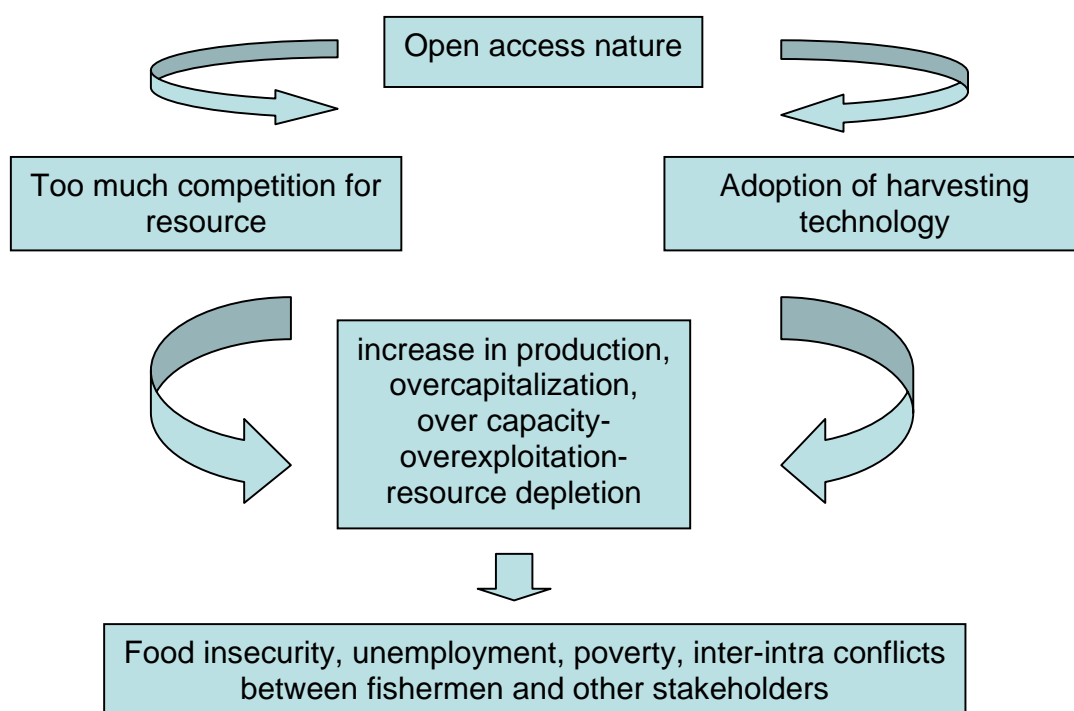 Open access nature
Too much competition for
resource
Adoption of harvesting
technology
increase in production,
overcapitalization,
over capacity-
overexploitation-
resource depletion
Food insecurity, unemployment, poverty, inter-intra conflicts
between fishermen and other stakeholders